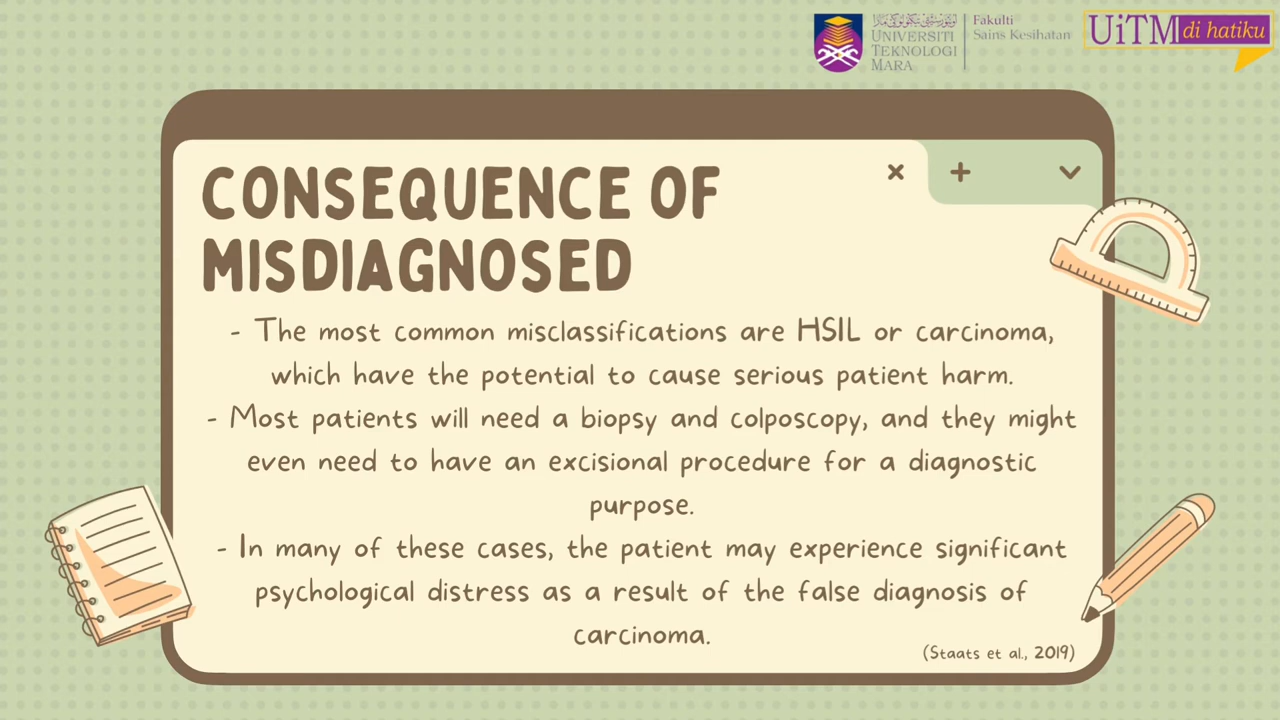 UNIVERSITI
TEKNOLOGI
MARA
Fakulti
Sains Kesihatan
UiTM di hatiku
CONSEQUENCE OF
MISDIAGNOSED
- The most common misclassifications are HSIL or carcinoma,
which have the potential to cause serious patient harm.
- Most patients will need a biopsy and colposcopy, and they might
even need to have an excisional procedure for a diagnostic
purpose.
- In many of these cases, the patient may experience significant
psychological distress as a result of the false diagnosis of
carcinoma.
(Staats et al., 2019)